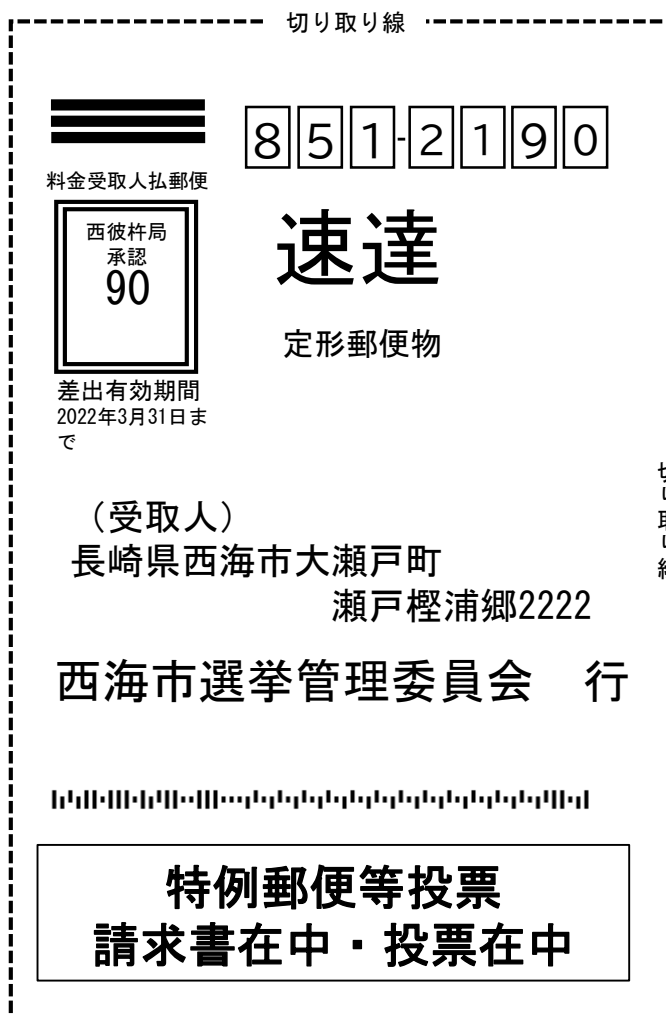 切り取り線
851-2190
料金受取人払郵便
西彼杵局
承認
90
速達
定形郵便物
差出有効期間
2022年3月31日ま
で
切り取り線
（受取人）
長崎県西海市大瀬戸町
瀬戸樫浦郷2222
西海市選挙管理委員会　行
特例郵便等投票
請求書在中・投票在中